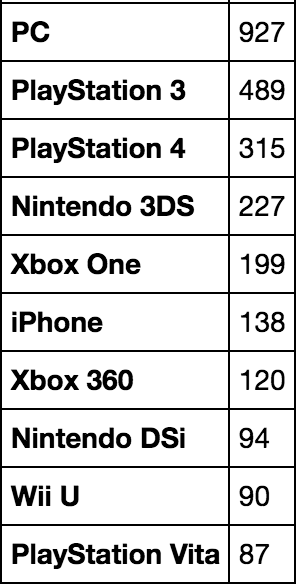 PC 927
PlayStation 3 489
PlayStation 4 315
Nintendo 3DS 227
Xbox One 199
iPhone 138
Xbox 360 120
Nintendo DSi 94
Wii U 90
PlayStation Vita 87